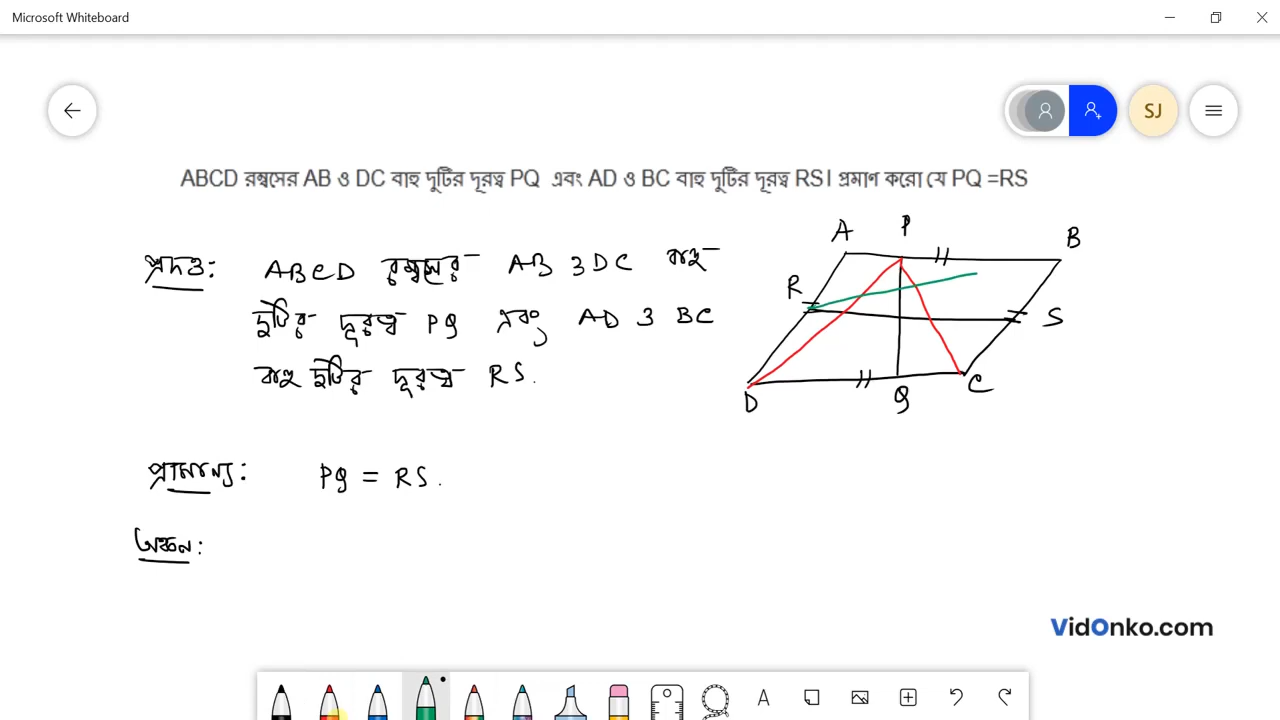 Microsoft Whiteboard
SJ
ABCD রম্বসের AB ও DC বাহু দুটির দূরত্ব PQ এবং AD ও BC বাহু দুটির দূরত্ব RS। প্রমাণ করো যে PQ =RS
প্রদত্ত: ABCD রম্বসের AB ও DC বাহু
দুটির দূরত্ব PQ এবং AD ও BC
বাহু দুটির দূরত্ব RS.
A P B
R S
D Q C
প্রামান্য: PQ = RS.
অঙ্কন:
VidOnko.com
A